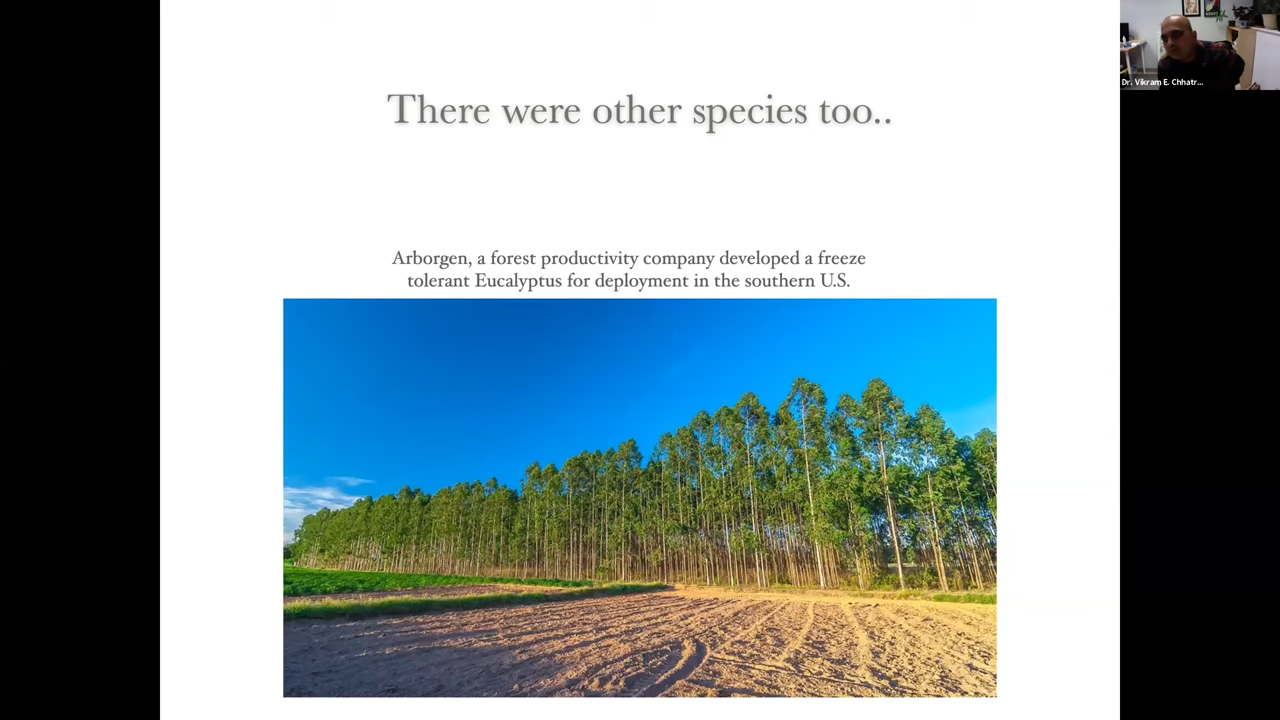 There were other species too..
Arborgen, a forest productivity company developed a freeze
tolerant Eucalyptus for deployment in the southern U.S.
Dr. Vikram E. Chhatr...